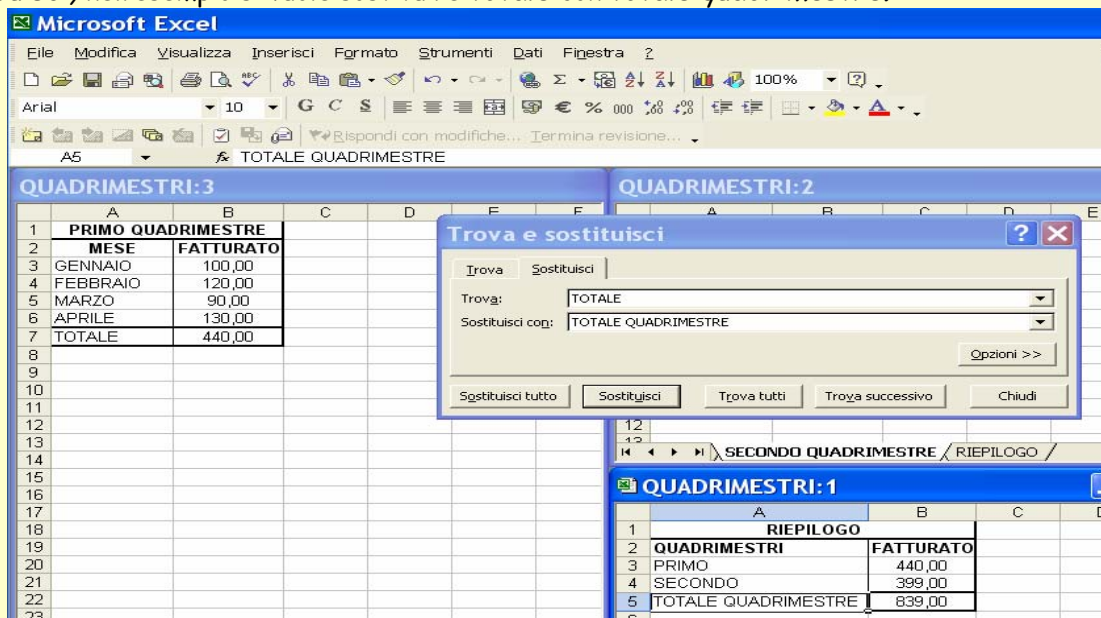 Microsoft Excel
File Modifica Visualizza Inserisci Formato Strumenti Dati Finestra ?
100%
Arial 10 G C S € % 000
Rispondi con modifiche... Termina revisione...
A5 fx TOTALE QUADRIMESTRE
QUADRIMESTRI:3
A B C D E F
1 PRIMO QUADRIMESTRE
2 MESE FATTURATO
3 GENNAIO 100,00
4 FEBBRAIO 120,00
5 MARZO 90,00
6 APRILE 130,00
7 TOTALE 440,00
8
9
10
11
12
13
14
15
16
17
18
19
20
21
22
23
QUADRIMESTRI:2
A B C D E
Trova e sostituisci
Trova Sostituisci
Trova: TOTALE
Sostituisci con: TOTALE QUADRIMESTRE
Opzioni >>
Sostituisci tutto Sostituisci Trova tutti Trova successivo Chiudi
12
13
SECONDO QUADRIMESTRE RIEPILOGO
QUADRIMESTRI:1
A B C
1 RIEPILOGO
2 QUADRIMESTRI FATTURATO
3 PRIMO 440,00
4 SECONDO 399,00
5 TOTALE QUADRIMESTRE 839,00